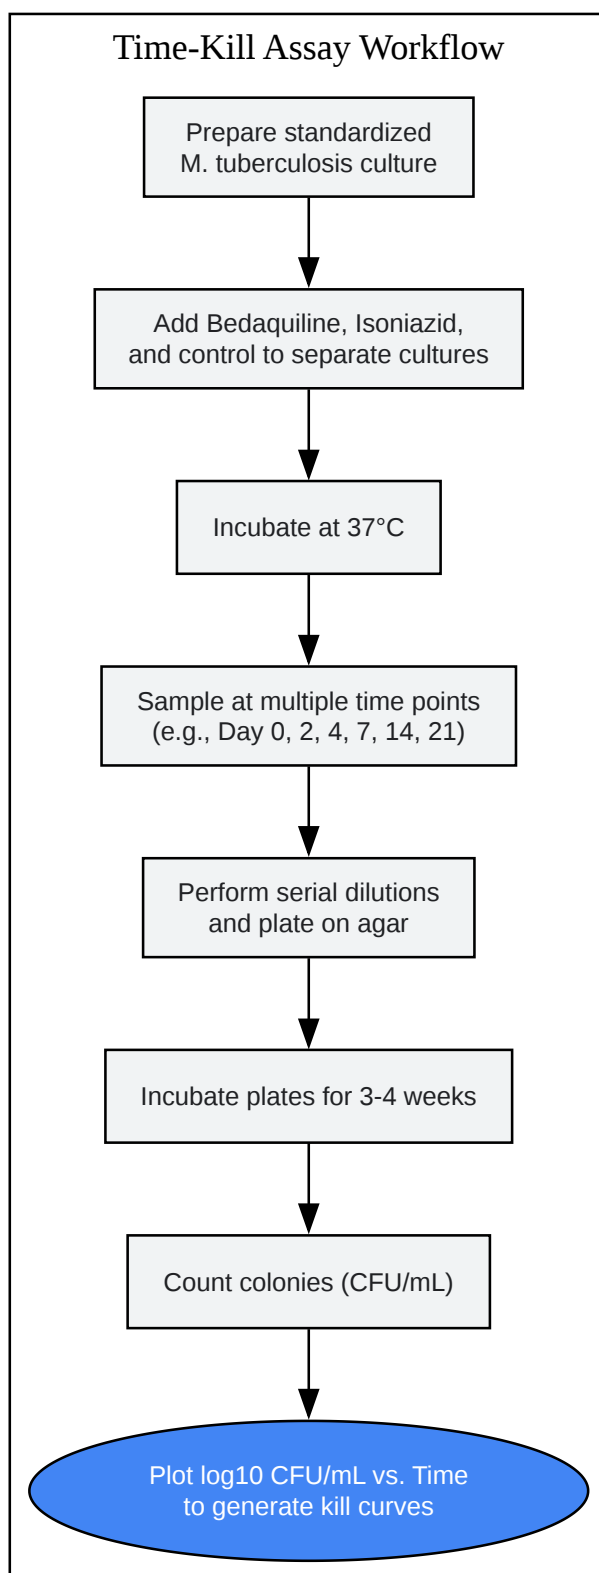 Time-Kill Assay Workflow
Prepare standardized
M. tuberculosis culture
Add Bedaquiline, Isoniazid,
and control to separate cultures
Incubate at 37°C
Sample at multiple time points
(e.g., Day 0, 2, 4, 7, 14, 21)
Perform serial dilutions
and plate on agar
Incubate plates for 3-4 weeks
Count colonies (CFU/mL)
Plot log10 CFU/mL vs. Time
to generate kill curves